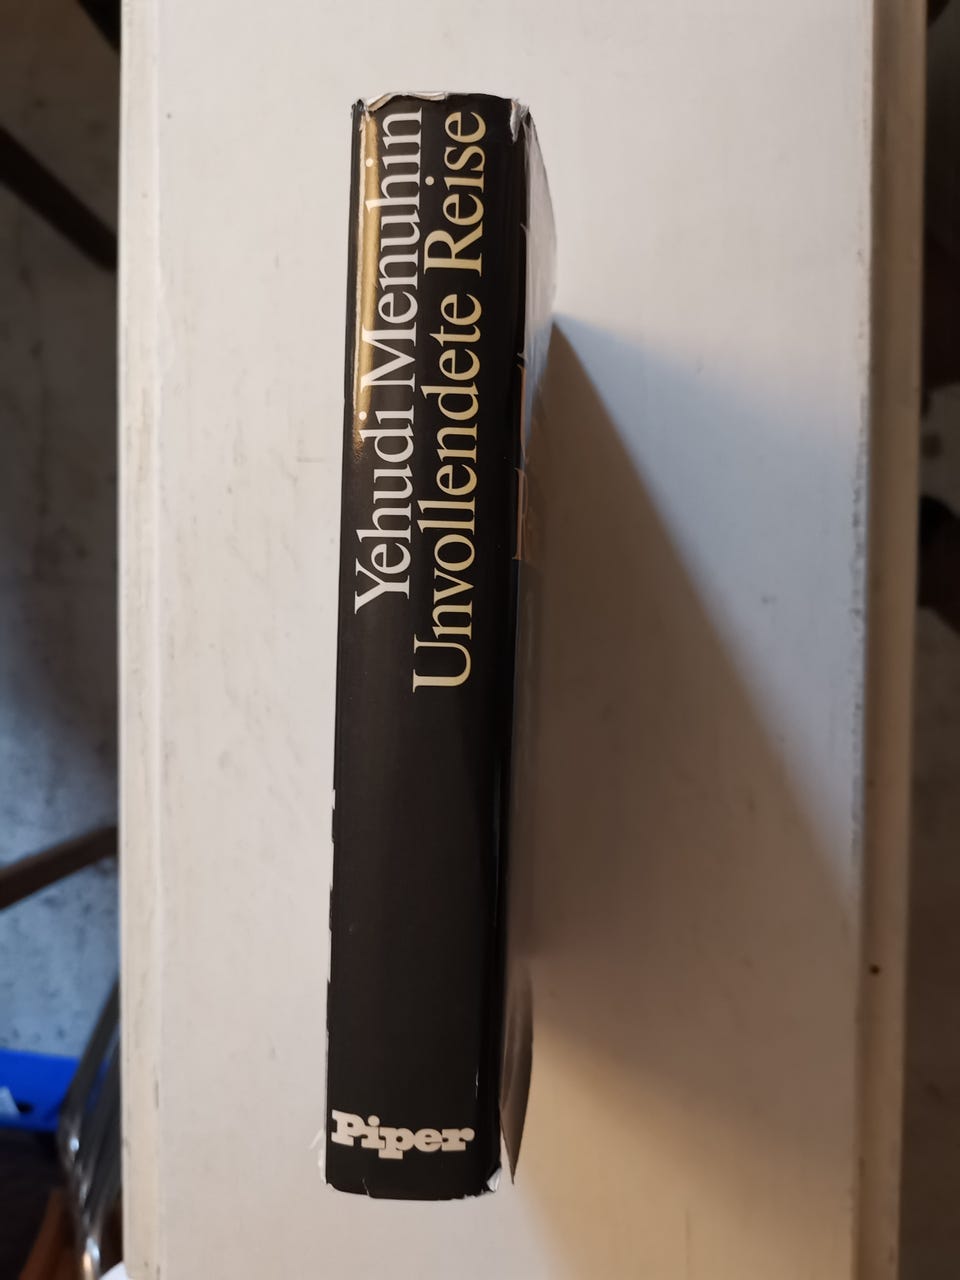 Yehudi Menuhin
Unvollendete Reise
Piper